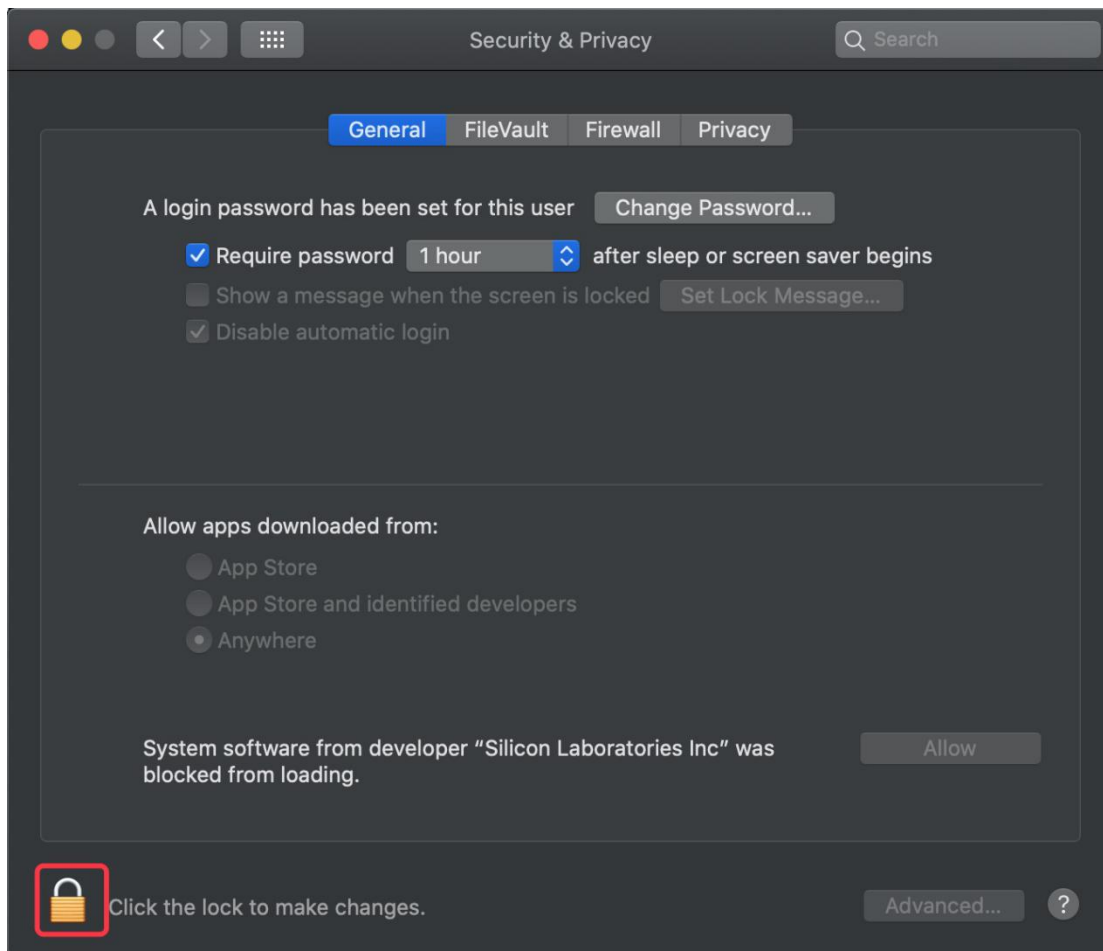 Security & Privacy
Search
General FileVault Firewall Privacy
A login password has been set for this user Change Password...
Require password 1 hour after sleep or screen saver begins
Show a message when the screen is locked Set Lock Message...
Disable automatic login
Allow apps downloaded from:
App Store
App Store and identified developers
Anywhere
System software from developer “Silicon Laboratories Inc” was
blocked from loading.
Allow
Click the lock to make changes.
Advanced...
?